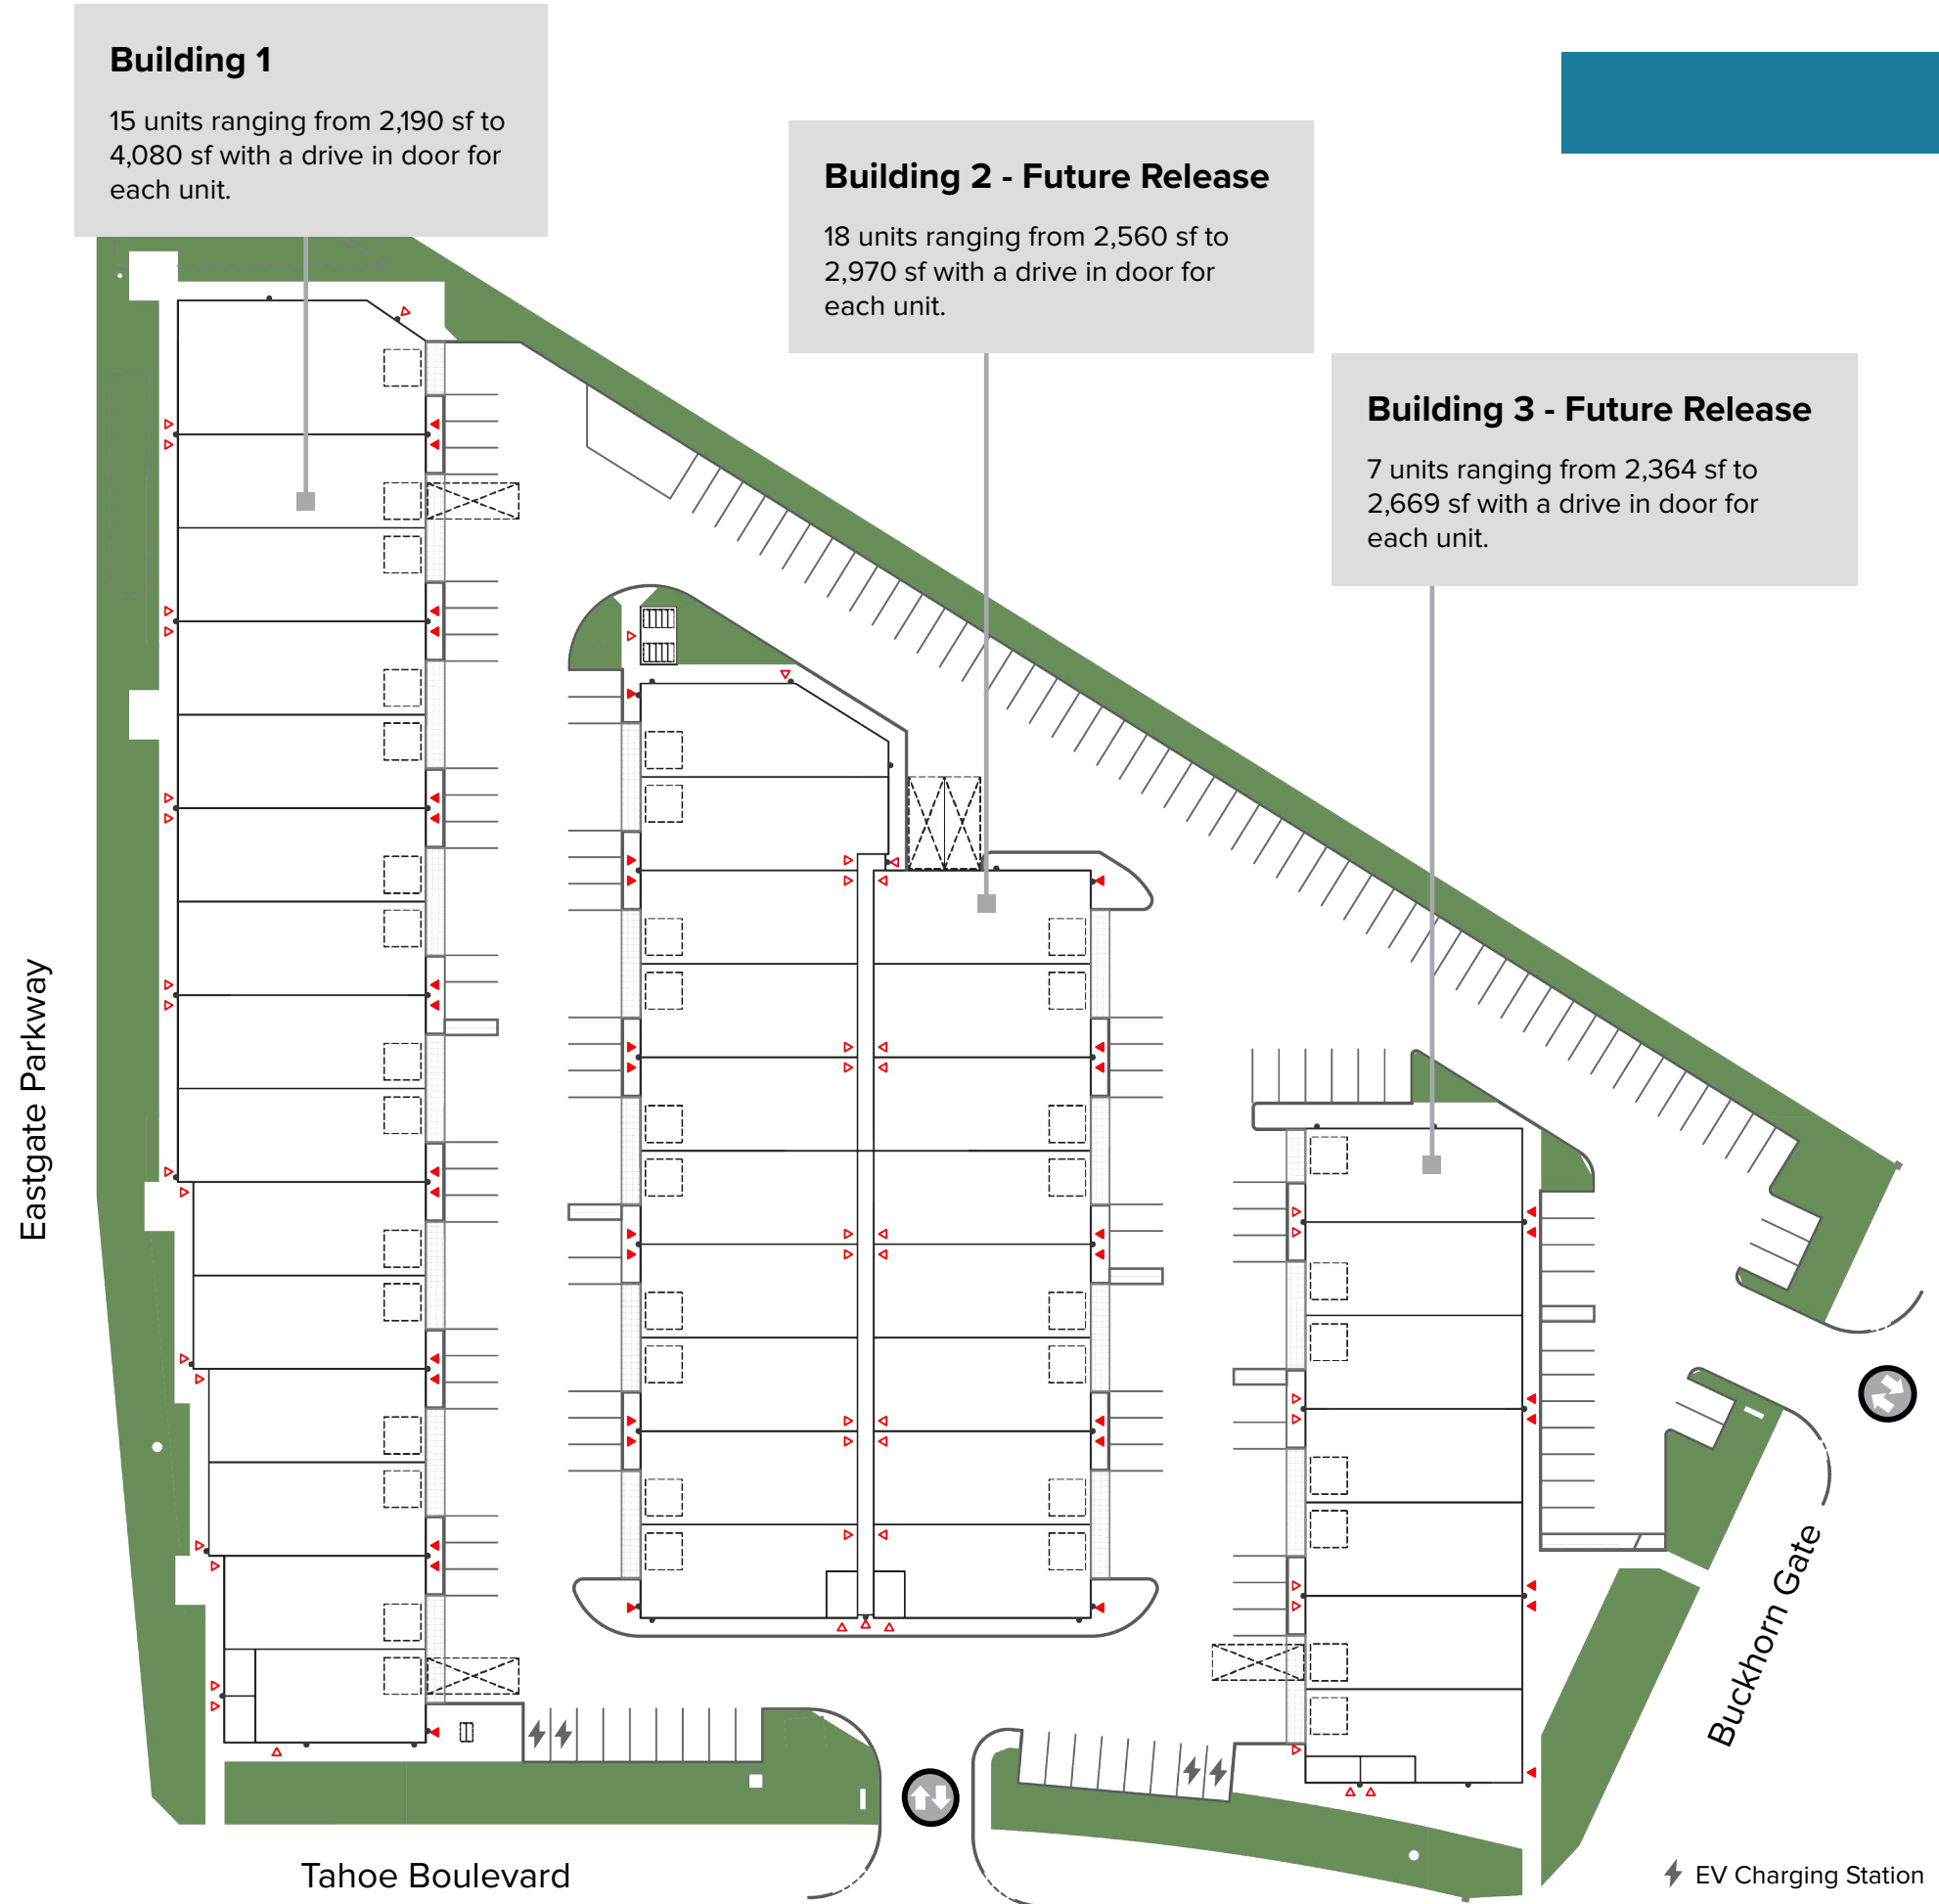 Building 1
15 units ranging from 2,190 sf to
4,080 sf with a drive in door for
each unit.
Building 2 - Future Release
18 units ranging from 2,560 sf to
2,970 sf with a drive in door for
each unit.
Building 3 - Future Release
7 units ranging from 2,364 sf to
2,669 sf with a drive in door for
each unit.
Eastgate Parkway
Buckhorn Gate
Tahoe Boulevard
EV Charging Station